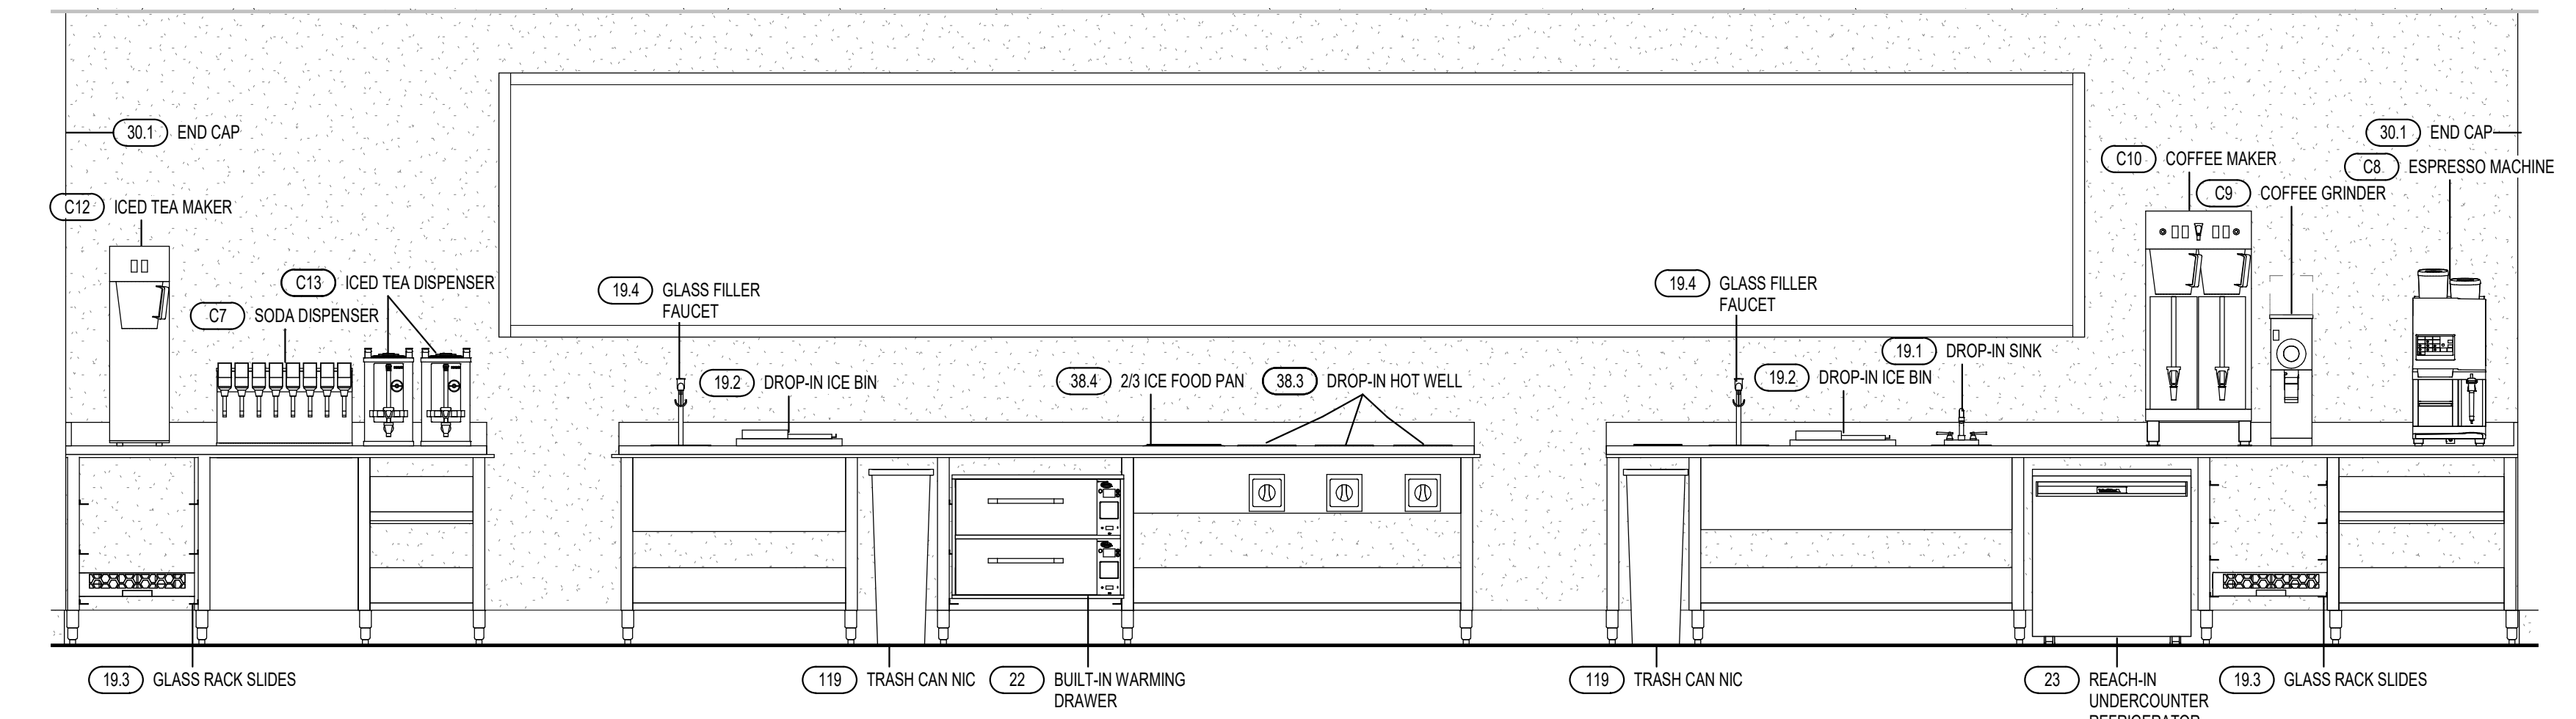 30.1 END CAP
30.1 END CAP
C10 COFFEE MAKER
C8 ESPRESSO MACHINE
C9 COFFEE GRINDER
C12 ICED TEA MAKER
C13 ICED TEA DISPENSER
C7 SODA DISPENSER
19.4 GLASS FILLER
FAUCET
19.4 GLASS FILLER
FAUCET
19.1 DROP-IN SINK
19.2 DROP-IN ICE BIN
38.4 2/3 ICE FOOD PAN
38.3 DROP-IN HOT WELL
19.2 DROP-IN ICE BIN
19.3 GLASS RACK SLIDES
119 TRASH CAN NIC
22 BUILT-IN WARMING
DRAWER
119 TRASH CAN NIC
23 REACH-IN
UNDERCOUNTER
REFRIGERATOR
19.3 GLASS RACK SLIDES